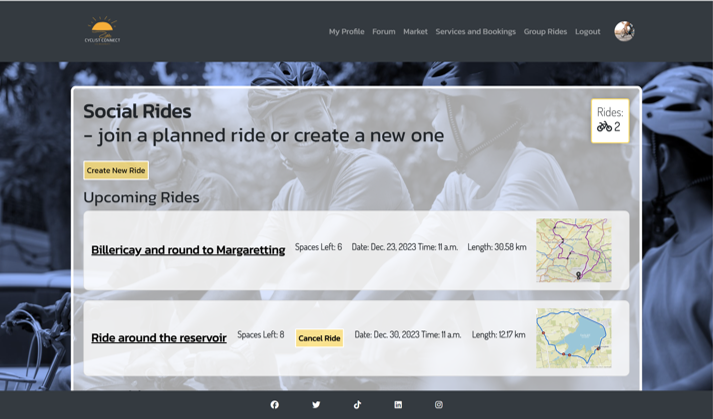 CYCLIST CONNECT
My Profile Forum Market Services and Bookings Group Rides Logout
Social Rides
- join a planned ride or create a new one
Rides:
2
Create New Ride
Upcoming Rides
Billericay and round to Margaretting Spaces Left: 6 Date: Dec. 23, 2023 Time: 11 a.m. Length: 30.58 km
Ride around the reservoir Spaces Left: 8 Cancel Ride Date: Dec. 30, 2023 Time: 11 a.m. Length: 12.17 km